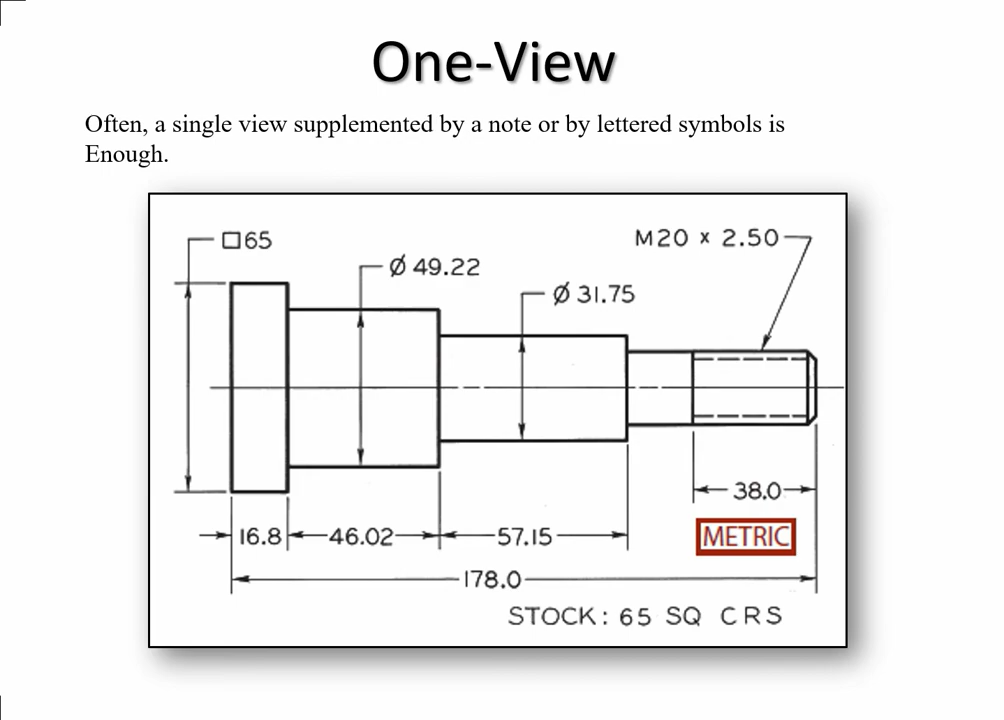 One-View
Often, a single view supplemented by a note or by lettered symbols is
Enough.
□65
M20 x 2.50
Ø 49.22
Ø 31.75
38.0
16.8
46.02
57.15
METRIC
178.0
STOCK: 65 SQ CRS